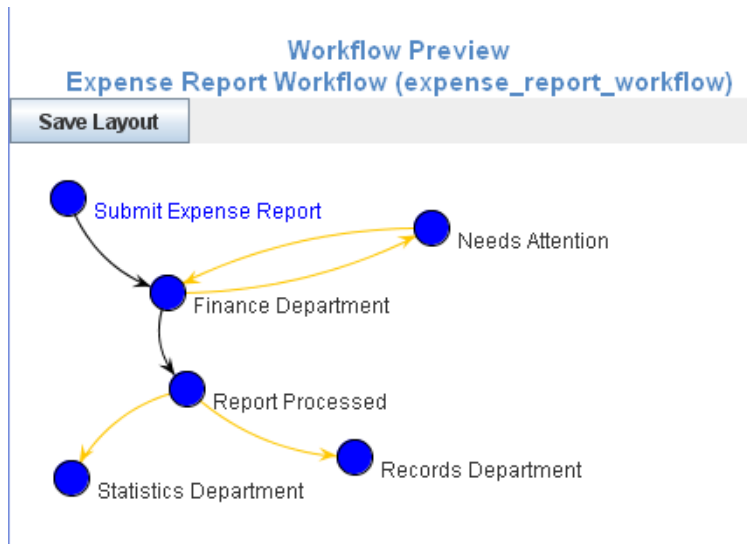 Workflow Preview
Expense Report Workflow (expense_report_workflow)
Save Layout
Submit Expense Report
Needs Attention
Finance Department
Report Processed
Records Department
Statistics Department